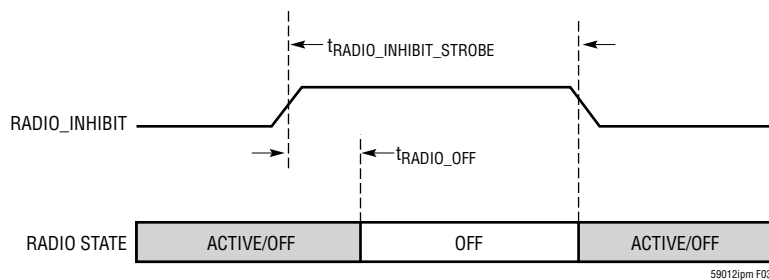 tRADIO_INHIBIT_STROBE
RADIO_INHIBIT
tRADIO_OFF
RADIO STATE ACTIVE/OFF OFF ACTIVE/OFF
59012ipm F03